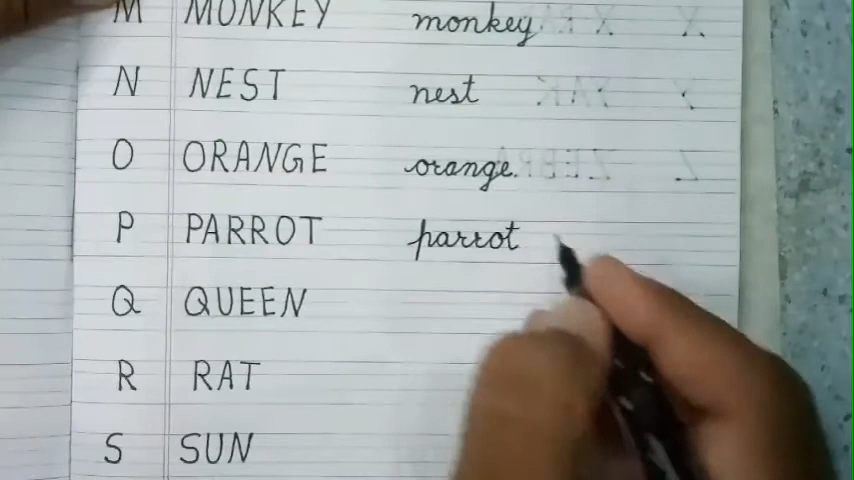 M MONKEY monkey
N NEST nest
O ORANGE orange.
P PARROT parrot
Q QUEEN
R RAT
S SUN